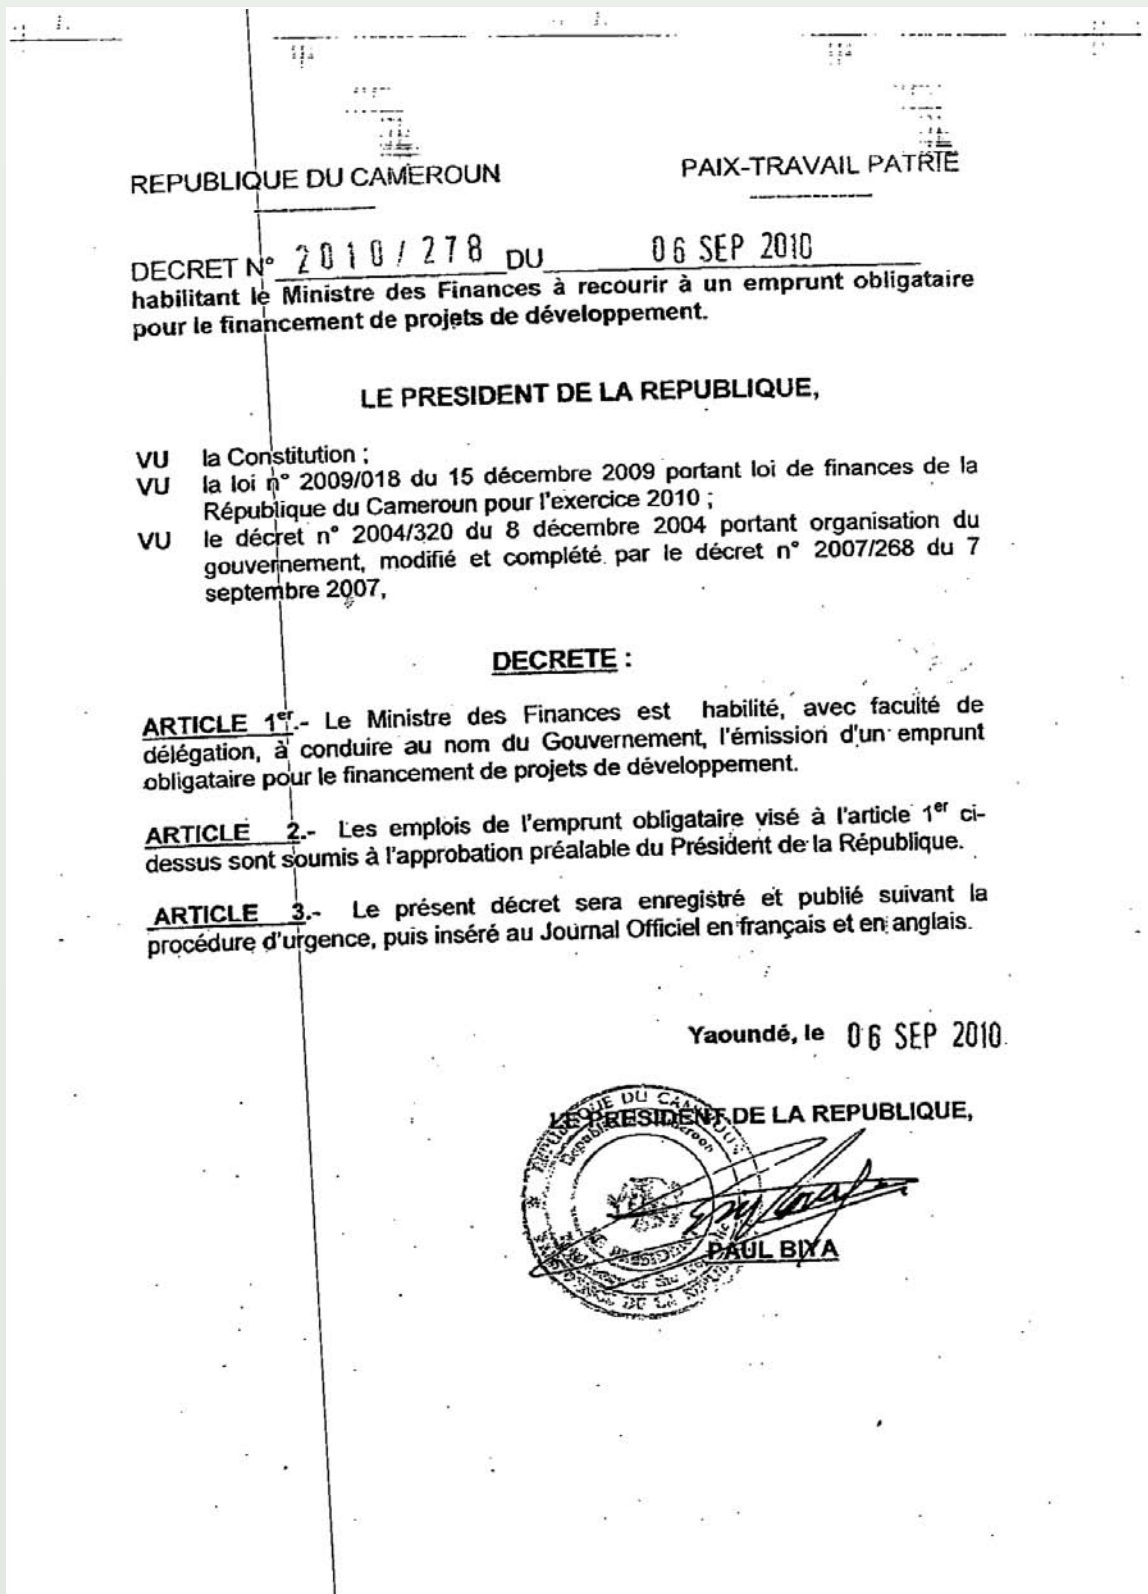 REPUBLIQUE DU CAMEROUN
PAIX-TRAVAIL PATRIE
DECRET N° 2010/278 DU 06 SEP 2010
habilitant le Ministre des Finances à recourir à un emprunt obligataire
pour le financement de projets de développement.
LE PRESIDENT DE LA REPUBLIQUE,
VU la Constitution ;
VU la loi n° 2009/018 du 15 décembre 2009 portant loi de finances de la
République du Cameroun pour l'exercice 2010 ;
VU le décret n° 2004/320 du 8 décembre 2004 portant organisation du
gouvernement, modifié et complété par le décret n° 2007/268 du 7
septembre 2007,
DECRETE :
ARTICLE 1er.- Le Ministre des Finances est habilité, avec faculté de
délégation, à conduire au nom du Gouvernement, l'émission d'un emprunt
obligataire pour le financement de projets de développement.
ARTICLE 2.- Les emplois de l'emprunt obligataire visé à l'article 1er ci-
dessus sont soumis à l'approbation préalable du Président de la République.
ARTICLE 3.- Le présent décret sera enregistré et publié suivant la
procédure d'urgence, puis inséré au Journal Officiel en français et en anglais.
Yaoundé, le 06 SEP 2010
LE PRESIDENT DE LA REPUBLIQUE,
PAUL BIYA